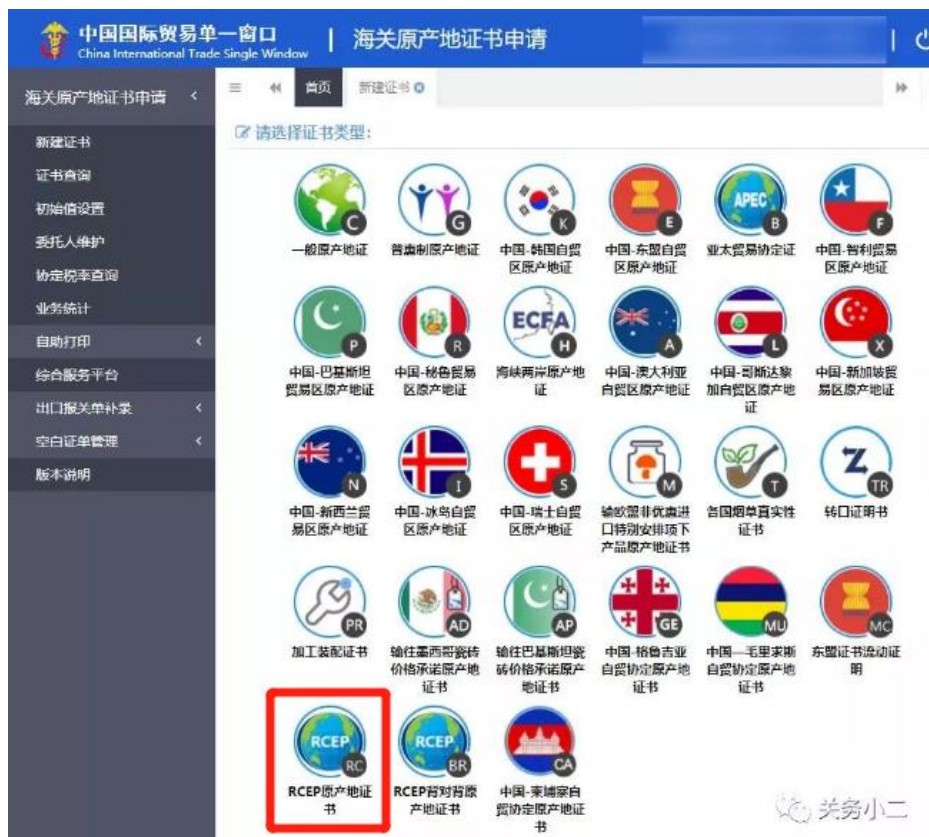 中国国际贸易单一窗口
China International Trade Single Window
海关原产地证书申请
海关原产地证书申请
新建证书
证书查询
初始值设置
委托人维护
协定税率查询
业务统计
自助打印
综合服务平台
出口报关单补录
空白证单管理
版本说明
首页
新建证书
请选择证书类型：
C
一般原产地证
G
普惠制原产地证
K
中国-韩国自贸
区原产地证
E
中国-东盟自贸
区原产地证
APEC
B
亚太贸易协定证
F
中国-智利贸易
区原产地证
P
中国-巴基斯坦
贸易区原产地证
R
中国-秘鲁贸易
区原产地证
ECFA
H
海峡两岸原产地
证
A
中国-澳大利亚
自贸区原产地证
L
中国-哥斯达黎
加自贸区原产地
证
X
中国-新加坡贸
易区原产地证
N
中国-新西兰贸
易区原产地证
I
中国-冰岛自贸
区原产地证
S
中国-瑞士自贸
区原产地证
M
输欧盟非优惠进
口特别安排项下
产品原产地证书
T
各国烟草真实性
证书
Z
TR
转口证明书
PR
加工装配证书
AD
输往墨西哥瓷砖
价格承诺原产地
证书
AP
输往巴基斯坦瓷
砖价格承诺原产
地证书
GE
中国-格鲁吉亚
自贸协定原产地
证书
MU
中国—毛里求斯
自贸协定原产地
证书
MC
东盟证书流动证
明
RCEP
RC
RCEP原产地证
书
RCEP
BR
RCEP背对背原
产地证书
CA
中国-柬埔寨自
贸协定原产地证
书
关务小二